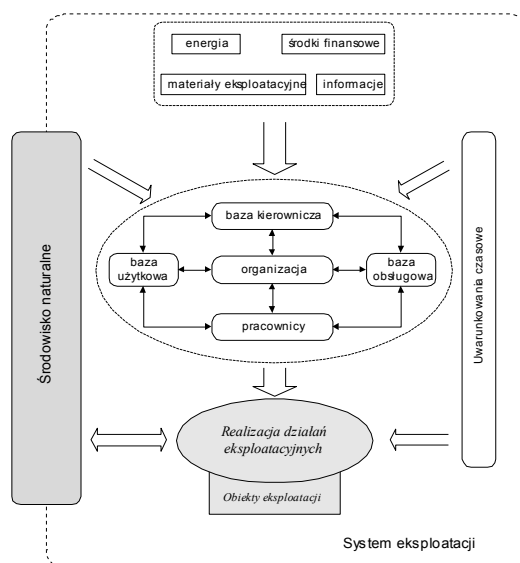 energia
środki finansowe
materiały eksploatacyjne
informacje
Środowisko naturalne
Uwarunkowania czasowe
baza kierownicza
baza
użytkowa
organizacja
baza
obsługowa
pracownicy
Realizacja działań
eksploatacyjnych
Obiekty eksploatacji
System eksploatacji